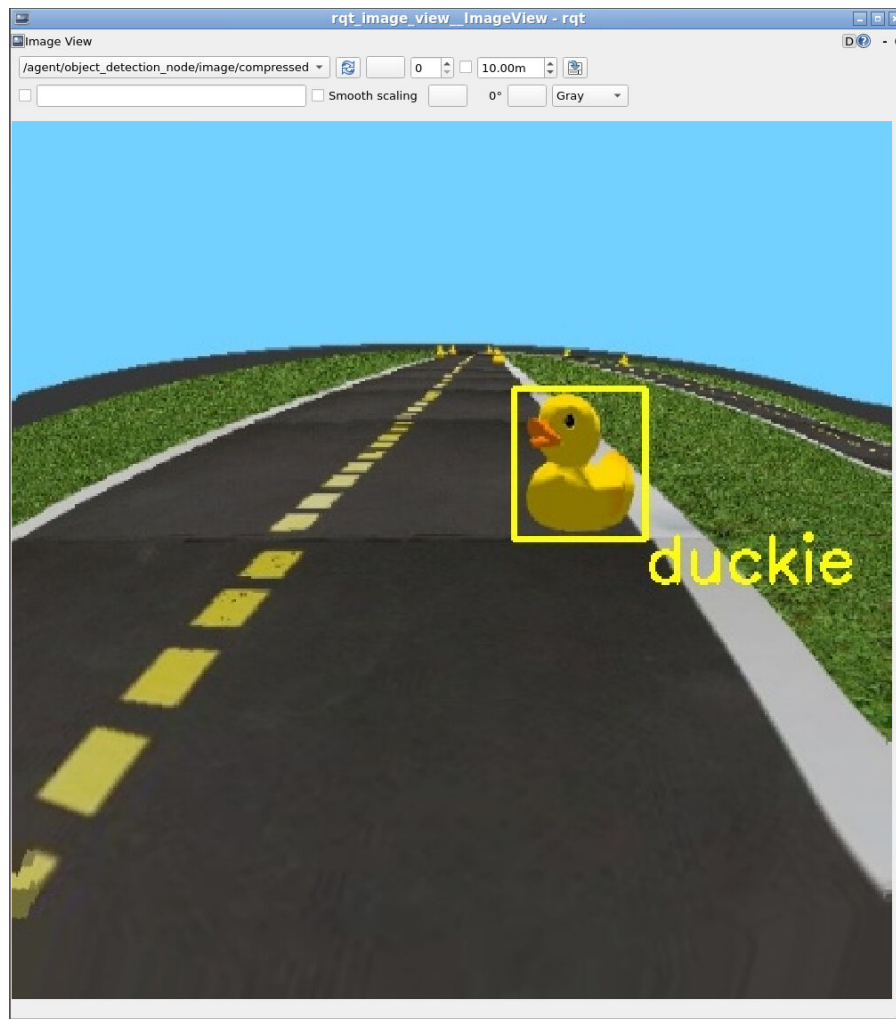 rqt_image_view__ImageView - rqt
Image View
D
/agent/object_detection_node/image/compressed 0 10.00m
Smooth scaling 0° Gray
duckie